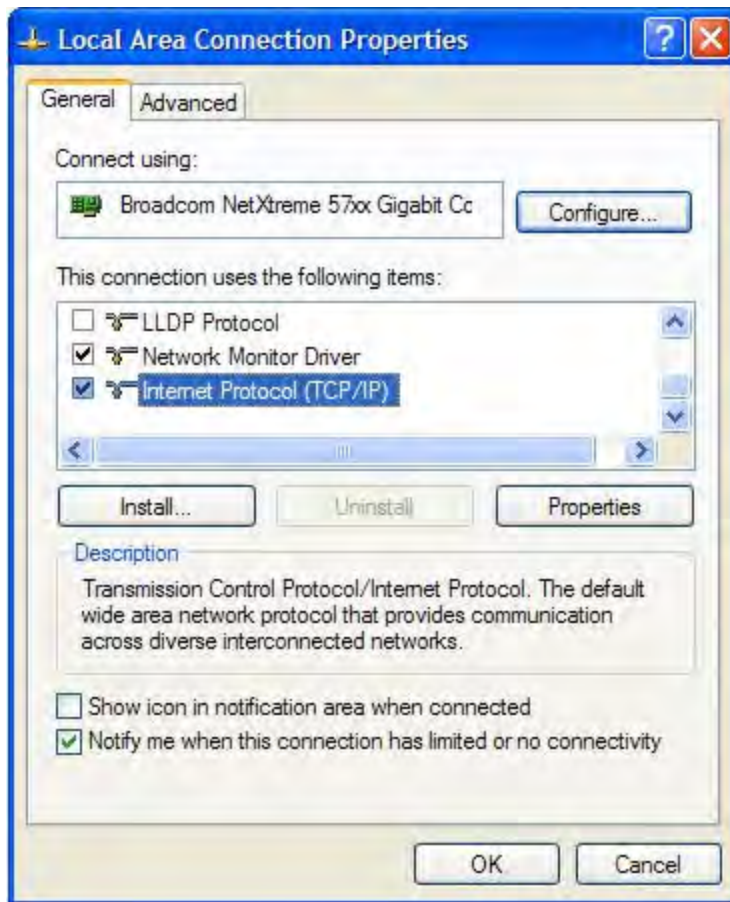 Local Area Connection Properties
General Advanced
Connect using:
Broadcom NetXtreme 57xx Gigabit Cc
Configure...
This connection uses the following items:
LLDP Protocol
Network Monitor Driver
Internet Protocol (TCP/IP)
Install... Uninstall Properties
Description
Transmission Control Protocol/Internet Protocol. The default
wide area network protocol that provides communication
across diverse interconnected networks.
Show icon in notification area when connected
Notify me when this connection has limited or no connectivity
OK Cancel